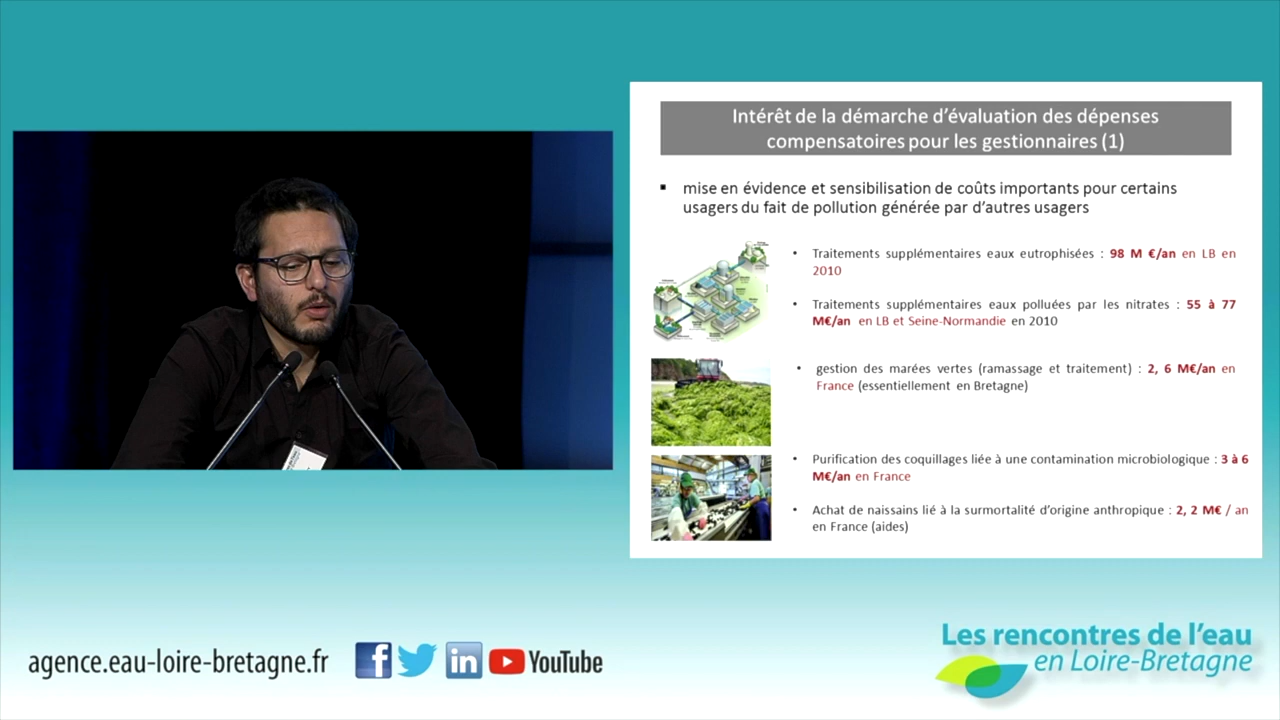 Intérêt de la démarche d'évaluation des dépenses
compensatoires pour les gestionnaires (1)
▪ mise en évidence et sensibilisation de coûts importants pour certains
usagers du fait de pollution générée par d'autres usagers
• Traitements supplémentaires eaux eutrophisées : 98 M €/an en LB en
2010
• Traitements supplémentaires eaux polluées par les nitrates : 55 à 77
M€/an en LB et Seine-Normandie en 2010
• gestion des marées vertes (ramassage et traitement) : 2, 6 M€/an en
France (essentiellement en Bretagne)
• Purification des coquillages liée à une contamination microbiologique : 3 à 6
M€/an en France
• Achat de naissains lié à la surmortalité d'origine anthropique : 2, 2 M€ / an
en France (aides)
agence.eau-loire-bretagne.fr
f
in
YouTube
Les rencontres de l'eau
en Loire-Bretagne